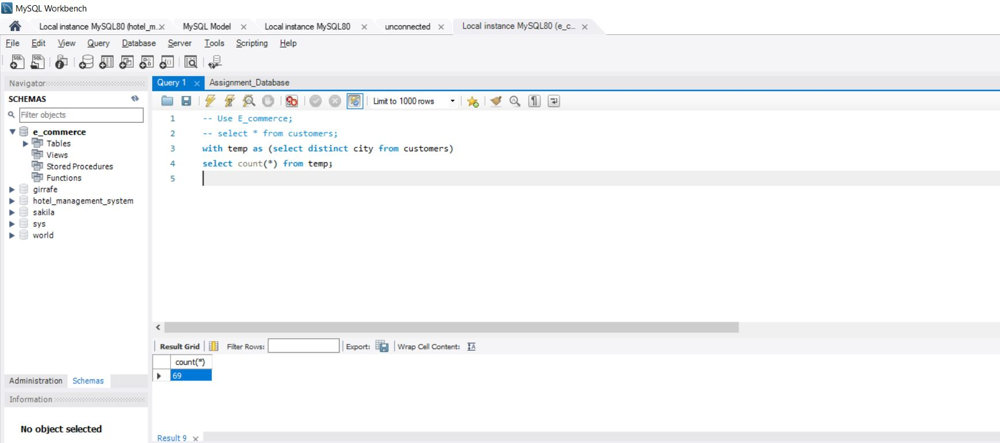 MySQL Workbench
Local instance MySQL80 (hotel_m... MySQL Model Local instance MySQL80 unconnected Local instance MySQL80 (e_c...
File Edit View Query Database Server Tools Scripting Help
Navigator
SCHEMAS
Filter objects
e_commerce
Tables
Views
Stored Procedures
Functions
girrafe
hotel_management_system
sakila
sys
world
Administration Schemas
Information
No object selected
Query 1 Assignment_Database
Limit to 1000 rows
1 -- Use E_commerce;
2 -- select * from customers;
3 with temp as (select distinct city from customers)
4 select count(*) from temp;
5
Result Grid Filter Rows: Export: Wrap Cell Content:
count(*)
69
Result 9